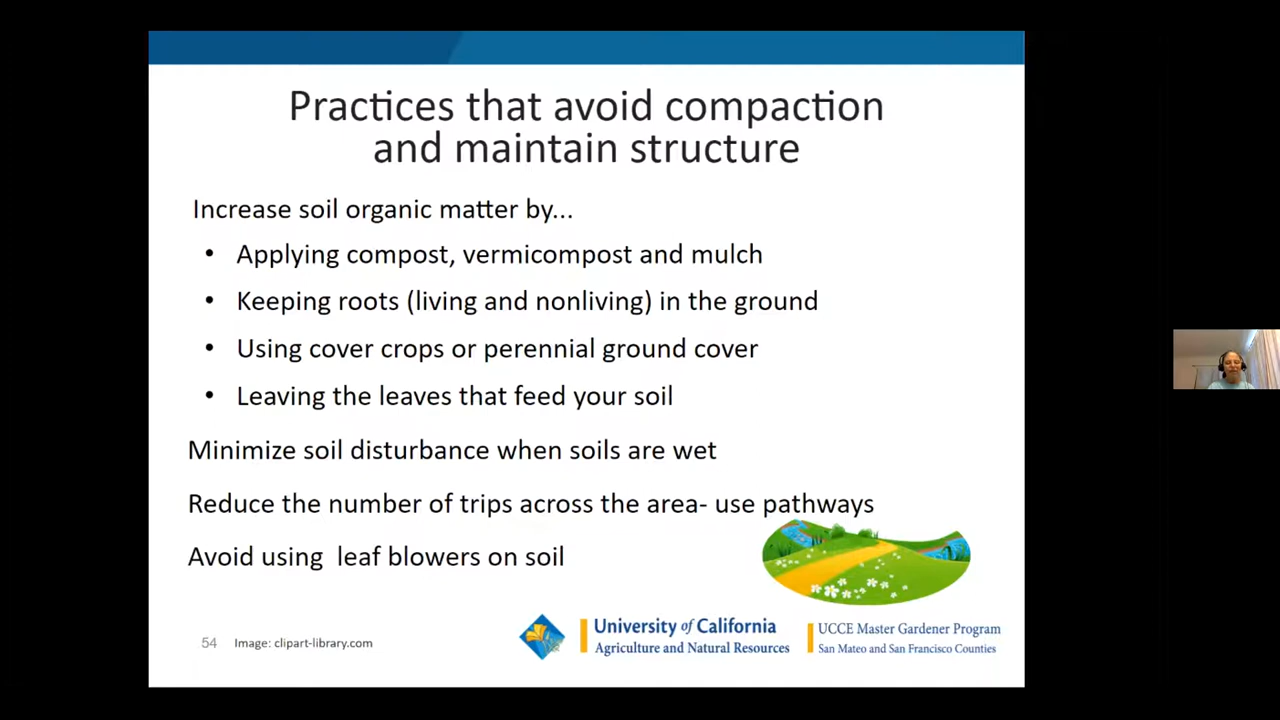 Practices that avoid compaction
and maintain structure
Increase soil organic matter by...
• Applying compost, vermicompost and mulch
• Keeping roots (living and nonliving) in the ground
• Using cover crops or perennial ground cover
• Leaving the leaves that feed your soil
Minimize soil disturbance when soils are wet
Reduce the number of trips across the area- use pathways
Avoid using  leaf blowers on soil
54 Image: clipart-library.com
University of California
Agriculture and Natural Resources
UCCE Master Gardener Program
San Mateo and San Francisco Counties